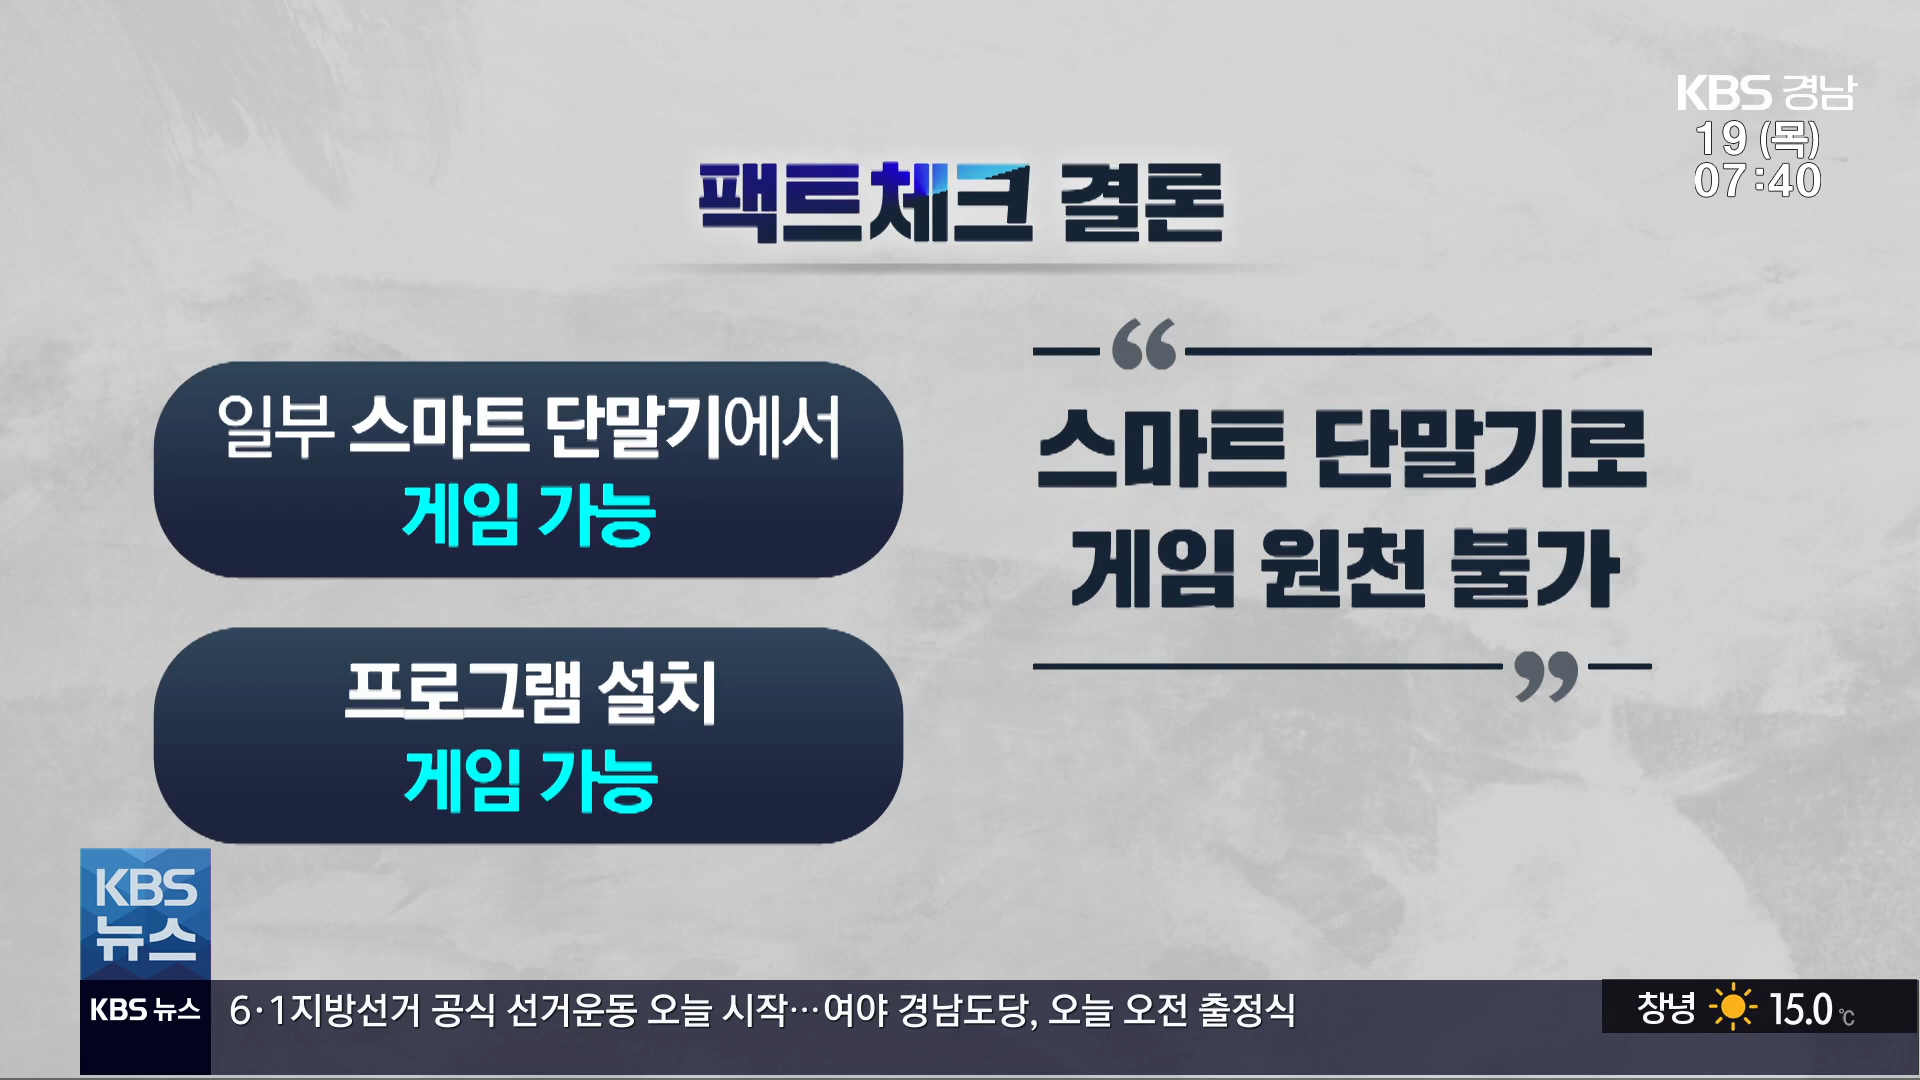 KBS 경남
19 (목)
07:40
팩트체크 결론
일부 스마트 단말기에서
게임 가능
프로그램 설치
게임 가능
“
스마트 단말기로
게임 원천 불가
”
KBS
뉴스
KBS 뉴스
6·1지방선거 공식 선거운동 오늘 시작…여야 경남도당, 오늘 오전 출정식
창녕 15.0℃